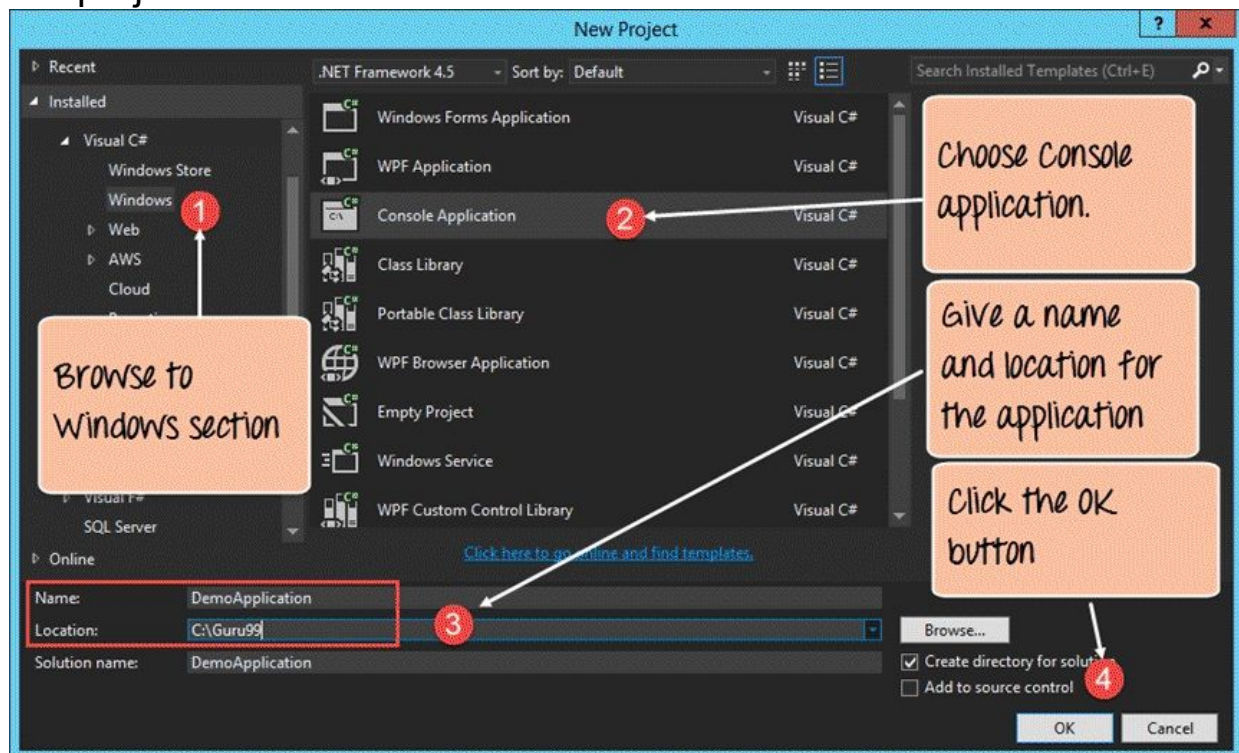 New Project
? x
Recent
Installed
.NET Framework 4.5 Sort by: Default
Search Installed Templates (Ctrl+E)
Visual C#
Windows Store
Windows
Web
AWS
Cloud
Visual F#
SQL Server
Online
1
Browse to
Windows section
Windows Forms Application Visual C#
WPF Application Visual C#
Console Application 2 Visual C#
Class Library Visual C#
Portable Class Library Visual C#
WPF Browser Application Visual C#
Empty Project Visual C#
Windows Service Visual C#
WPF Custom Control Library Visual C#
Click here to go online and find templates.
Choose Console
application.
Give a name
and location for
the application
Click the OK
button
Name: DemoApplication
Location: C:\Guru99
3
Solution name: DemoApplication
Browse...
Create directory for
4
Add to source control
OK Cancel